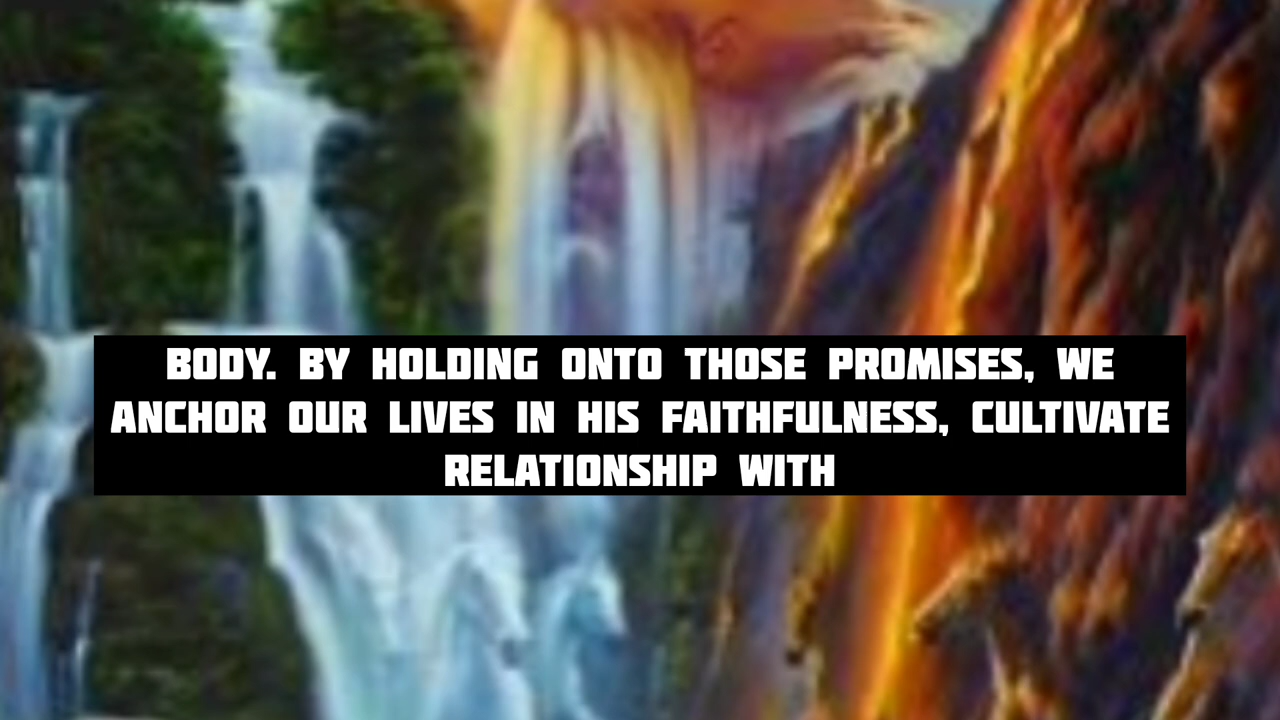 BODY. BY HOLDING ONTO THOSE PROMISES, WE
ANCHOR OUR LIVES IN HIS FAITHFULNESS, CULTIVATE
RELATIONSHIP WITH